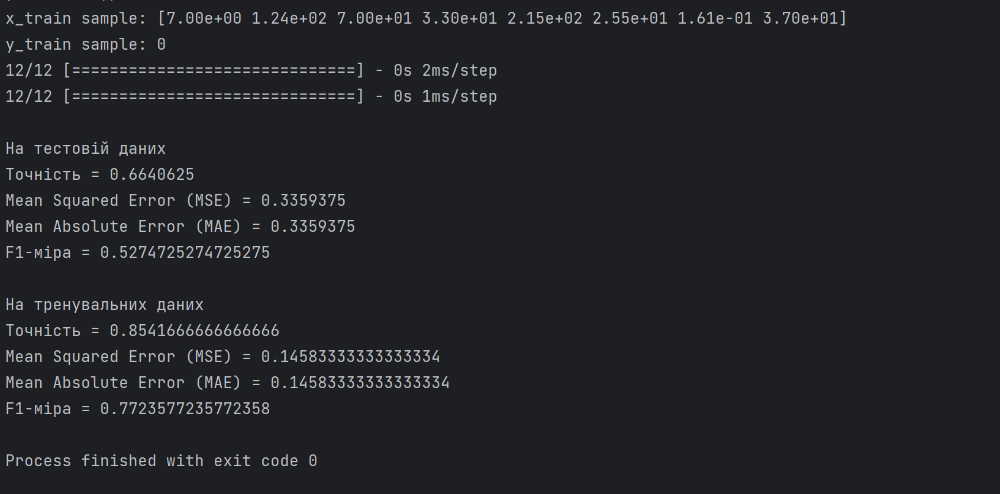 x_train sample: [7.00e+00 1.24e+02 7.00e+01 3.30e+01 2.15e+02 2.55e+01 1.61e-01 3.70e+01]
y_train sample: 0
12/12 [==============================] - 0s 2ms/step
12/12 [==============================] - 0s 1ms/step
На тестовій даних
Точність = 0.6640625
Mean Squared Error (MSE) = 0.3359375
Mean Absolute Error (MAE) = 0.3359375
F1-міра = 0.5274725274725275
На тренувальних даних
Точність = 0.8541666666666666
Mean Squared Error (MSE) = 0.14583333333333334
Mean Absolute Error (MAE) = 0.14583333333333334
F1-міра = 0.7723577235772358
Process finished with exit code 0